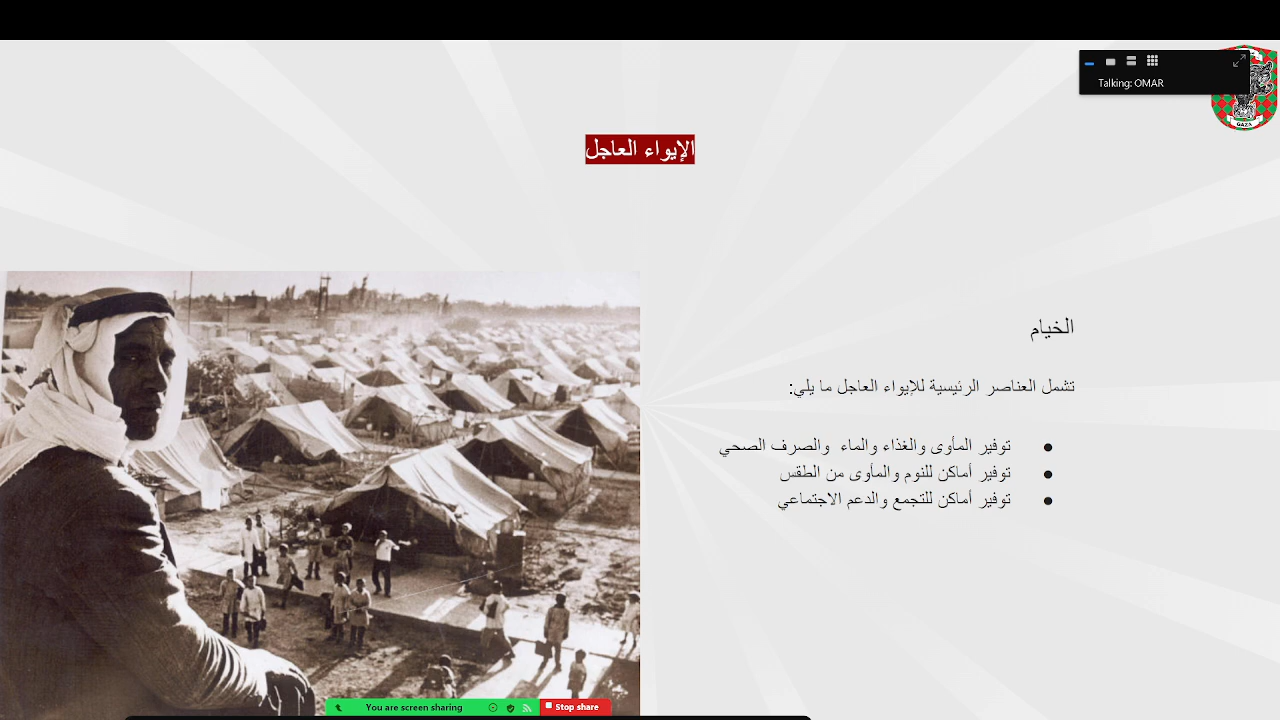 Talking: OMAR
GAZA
الإيواء العاجل
الخيام
تشمل العناصر الرئيسية للإيواء العاجل ما يلي:
● توفير المأوى والغذاء والماء والصرف الصحي
● توفير أماكن للنوم والمأوى من الطقس
● توفير أماكن للتجمع والدعم الاجتماعي
You are screen sharing
Stop share